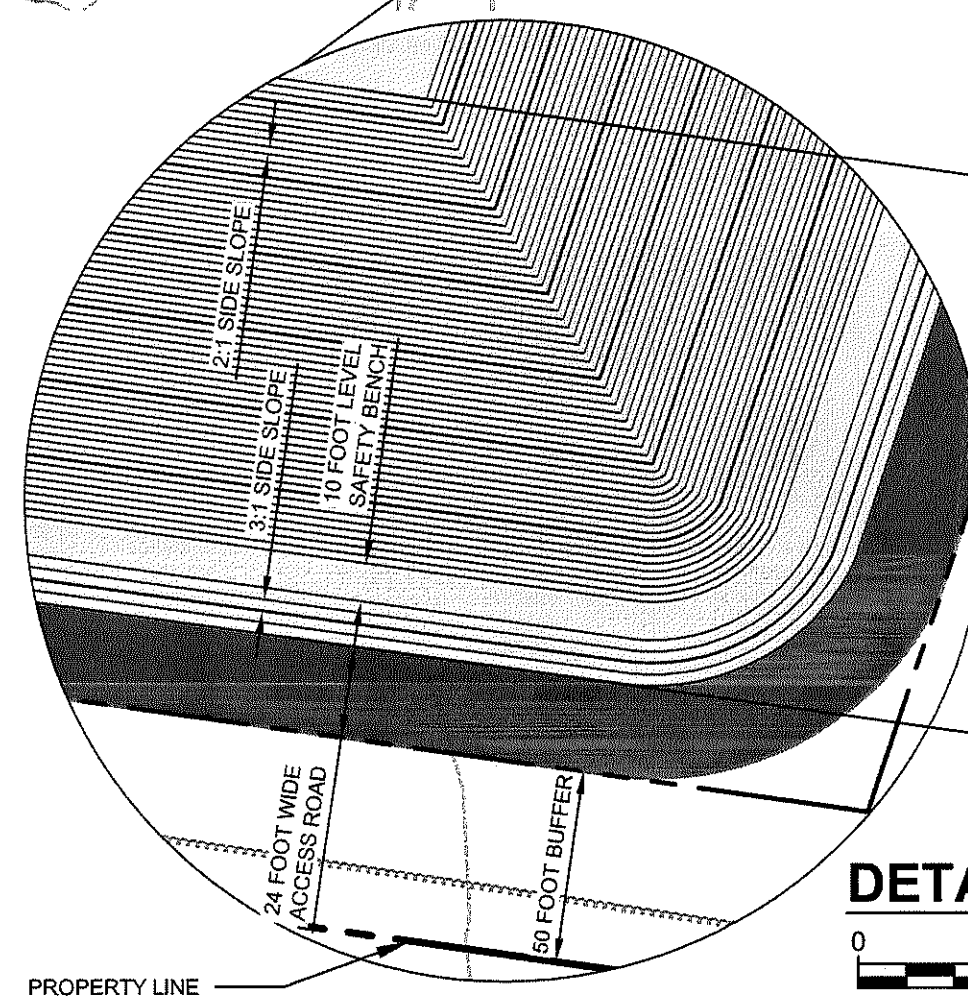 2:1 SIDE SLOPE
3:1 SIDE SLOPE
10 FOOT LEVEL
SAFETY BENCH
24 FOOT WIDE
ACCESS ROAD
50 FOOT BUFFER
PROPERTY LINE
DETA
0